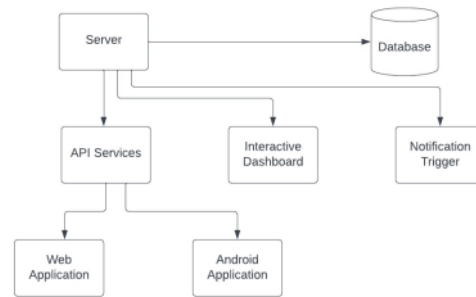 Server
Database
API Services
Interactive
Dashboard
Notification
Trigger
Web
Application
Android
Application